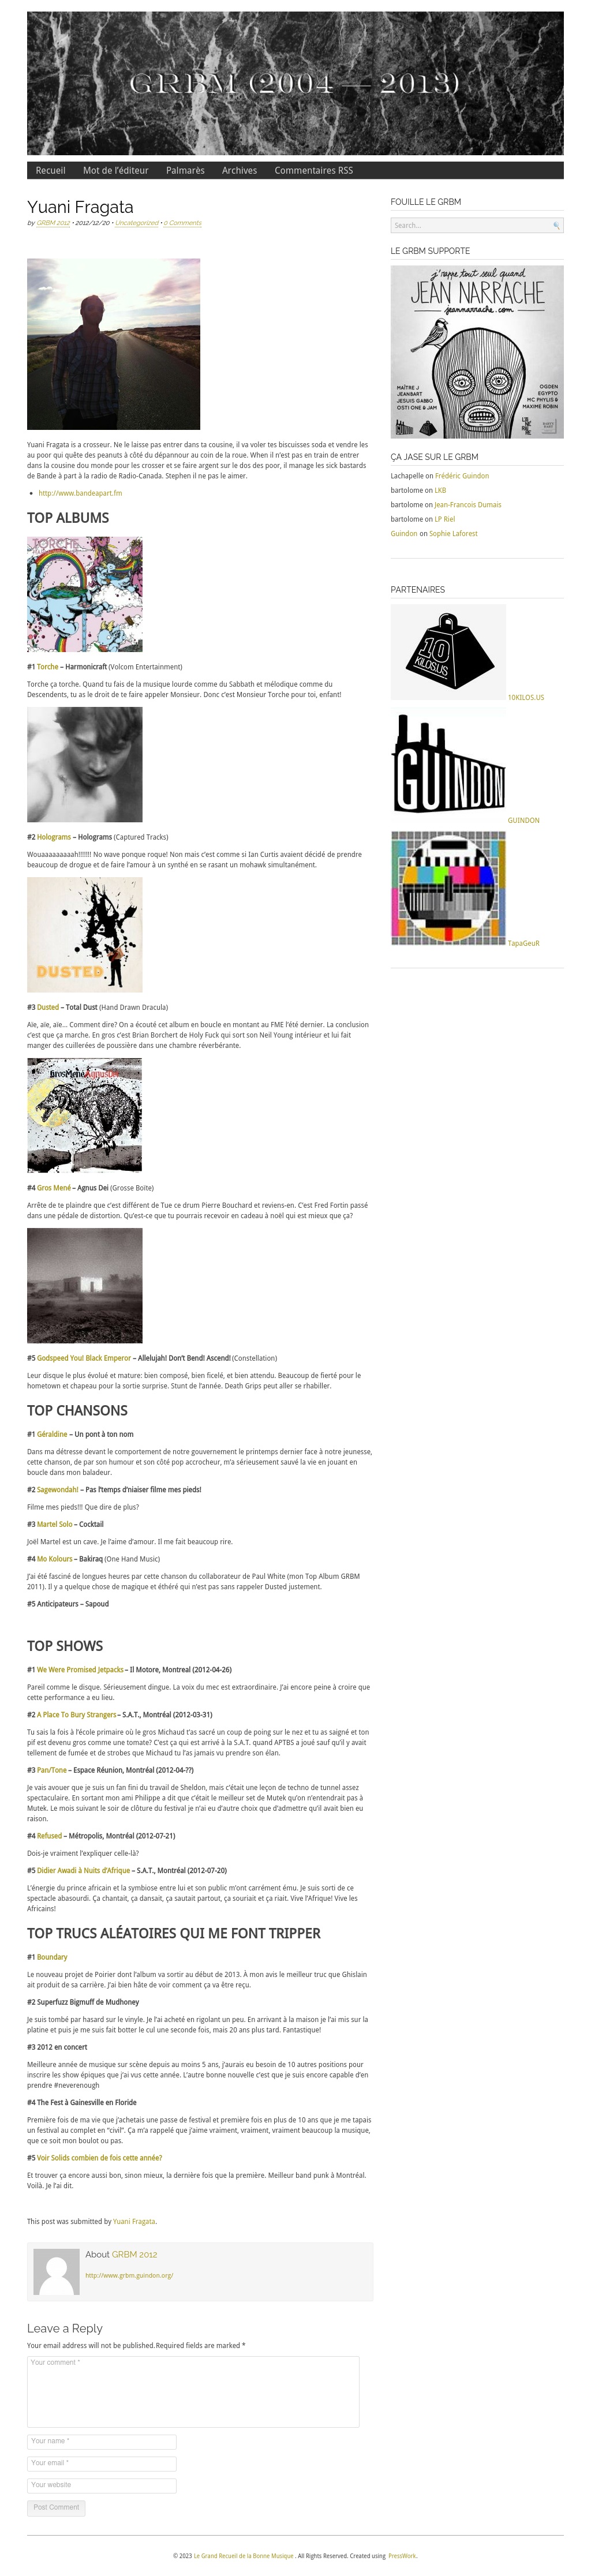 GRBM (2004 — 2013)
Recueil Mot de l'éditeur Palmarès Archives Commentaires RSS
Yuani Fragata
by GRBM 2012 • 2012/12/20 • Uncategorized • 0 Comments
Yuani Fragata is a crosseur. Ne le laisse pas entrer dans ta cousine, il va voler tes biscuisses soda et vendre les
au peu qu'elle quête des peanuts à côté du dépanneur au coin de la roue. When il n'est pas en train de entrer
dans la cousine dou monde pour les crosser et se faire argent sur le dos des poor, il manage les sick bastards
de Bande à part à la radio de Radio-Canada. Stephen il ne pas le aimer.
http://www.bandeapart.fm
TOP ALBUMS
TORCHE
#1 Torche – Harmonicraft (Volcom Entertainment)
Torche ça torche. Quand tu fais de la musique lourde comme du Sabbath et mélodique comme du
Descendents, tu as le droit de te faire appeler Monsieur. Donc c'est Monsieur Torche pour toi, enfant!
#2 Holograms – Holograms (Captured Tracks)
Wouaaaaaaaaah!!!!!!! No wave ponque roque! Non mais c'est comme si Ian Curtis avaient décidé de prendre
beaucoup de drogue et de faire l'amour à un synthé en se rasant un mohawk simultanément.
DUSTED
#3 Dusted – Total Dust (Hand Drawn Dracula)
Aïe, aïe, aïe... Comment dire? On a écouté cet album en boucle en montant au FME l'été dernier. La conclusion
c'est que ça marche. En gros c'est Brian Borchert de Holy Fuck qui sort son Neil Young intérieur et lui fait
manger des cuillerées de poussière dans une chambre réverbérante.
GrosMené AgnusDei
#4 Gros Mené – Agnus Dei (Grosse Boîte)
Arrête de te plaindre que c'est différent de Tue ce drum Pierre Bouchard et reviens-en. C'est Fred Fortin passé
dans une pédale de distortion. Qu'est-ce que tu pourrais recevoir en cadeau à noël qui est mieux que ça?
#5 Godspeed You! Black Emperor – Allelujah! Don't Bend! Ascend! (Constellation)
Leur disque le plus évolué et mature: bien composé, bien ficelé, et bien attendu. Beaucoup de fierté pour le
hometown et chapeau pour la sortie surprise. Stunt de l'année. Death Grips peut aller se rhabiller.
TOP CHANSONS
#1 Géraldine – Un pont à ton nom
Dans ma détresse devant le comportement de notre gouvernement le printemps dernier face à notre jeunesse,
cette chanson, de par son humour et son côté pop accrocheur, m'a sérieusement sauvé la vie en jouant en
boucle dans mon baladeur.
#2 Sagewondah! – Pas l'temps d'niaiser filme mes pieds!
Filme mes pieds!!! Que dire de plus?
#3 Martel Solo – Cocktail
Joël Martel est un cave. Je l'aime d'amour. Il me fait beaucoup rire.
#4 Mo Kolours – Bakiraq (One Hand Music)
J'ai été fasciné de longues heures par cette chanson du collaborateur de Paul White (mon Top Album GRBM
2011). Il y a quelque chose de magique et éthéré qui n'est pas sans rappeler Dusted justement.
#5 Anticipateurs – Sapoud
TOP SHOWS
#1 We Were Promised Jetpacks – Il Motore, Montreal (2012-04-26)
Pareil comme le disque. Sérieusement dingue. La voix du mec est extraordinaire. J'ai encore peine à croire que
cette performance a eu lieu.
#2 A Place To Bury Strangers – S.A.T., Montréal (2012-03-31)
Tu sais la fois à l'école primaire où le gros Michaud t'as sacré un coup de poing sur le nez et tu as saigné et ton
pif est devenu gros comme une tomate? C'est ça qui est arrivé à la S.A.T. quand APTBS a joué sauf qu'il y avait
tellement de fumée et de strobes que Michaud tu l'as jamais vu prendre son élan.
#3 Pan/Tone – Espace Réunion, Montréal (2012-04-??)
Je vais avouer que je suis un fan fini du travail de Sheldon, mais c'était une leçon de techno de tunnel assez
spectaculaire. En sortant mon ami Philippe a dit que c'était le meilleur set de Mutek qu'on n'entendrait pas à
Mutek. Le mois suivant le soir de clôture du festival je n'ai eu d'autre choix que d'admettre qu'il avait bien eu
raison.
#4 Refused – Métropolis, Montréal (2012-07-21)
Dois-je vraiment l'expliquer celle-là?
#5 Didier Awadi à Nuits d'Afrique – S.A.T., Montréal (2012-07-20)
L'énergie du prince africain et la symbiose entre lui et son public m'ont carrément ému. Je suis sorti de ce
spectacle abasourdi. Ça chantait, ça dansait, ça sautait partout, ça souriait et ça riait. Vive l'Afrique! Vive les
Africains!
TOP TRUCS ALÉATOIRES QUI ME FONT TRIPPER
#1 Boundary
Le nouveau projet de Poirier dont l'album va sortir au début de 2013. À mon avis le meilleur truc que Ghislain
ait produit de sa carrière. J'ai bien hâte de voir comment ça va être reçu.
#2 Superfuzz Bigmuff de Mudhoney
Je suis tombé par hasard sur le vinyle. Je l'ai acheté en rigolant un peu. En arrivant à la maison je l'ai mis sur la
platine et puis je me suis fait botter le cul une seconde fois, mais 20 ans plus tard. Fantastique!
#3 2012 en concert
Meilleure année de musique sur scène depuis au moins 5 ans, j'aurais eu besoin de 10 autres positions pour
inscrire les show épiques que j'ai vus cette année. L'autre bonne nouvelle c'est que je suis encore capable d'en
prendre #neverenough
#4 The Fest à Gainesville en Floride
Première fois de ma vie que j'achetais une passe de festival et première fois en plus de 10 ans que je me tapais
un festival au complet en "civil". Ça m'a rappelé que j'aime vraiment, vraiment, vraiment beaucoup la musique,
que ce soit mon boulot ou pas.
#5 Voir Solids combien de fois cette année?
Et trouver ça encore aussi bon, sinon mieux, la dernière fois que la première. Meilleur band punk à Montréal.
Voilà. Je l'ai dit.
This post was submitted by Yuani Fragata.
About GRBM 2012
http://www.grbm.guindon.org/
Leave a Reply
Your email address will not be published.Required fields are marked *
Your comment *
Your name *
Your email *
Your website
Post Comment
FOUILLE LE GRBM
Search...
LE GRBM SUPPORTE
j'rappe tout seul quand
JEAN NARRACHE
jeannarrache.com
MAÎTRE J
JEANBART
JESUIS GABBO
OSTI ONE & JAM
OGDEN
EGYPTO
MC PHYLIS &
MAXIME ROBIN
ÇA JASE SUR LE GRBM
Lachapelle on Frédéric Guindon
bartolome on LKB
bartolome on Jean-Francois Dumais
bartolome on LP Riel
Guindon on Sophie Laforest
PARTENAIRES
10
KILOS.US
10KILOS.US
GUINDON
GUINDON
TapaGeuR
© 2023 Le Grand Recueil de la Bonne Musique . All Rights Reserved. Created using PressWork.